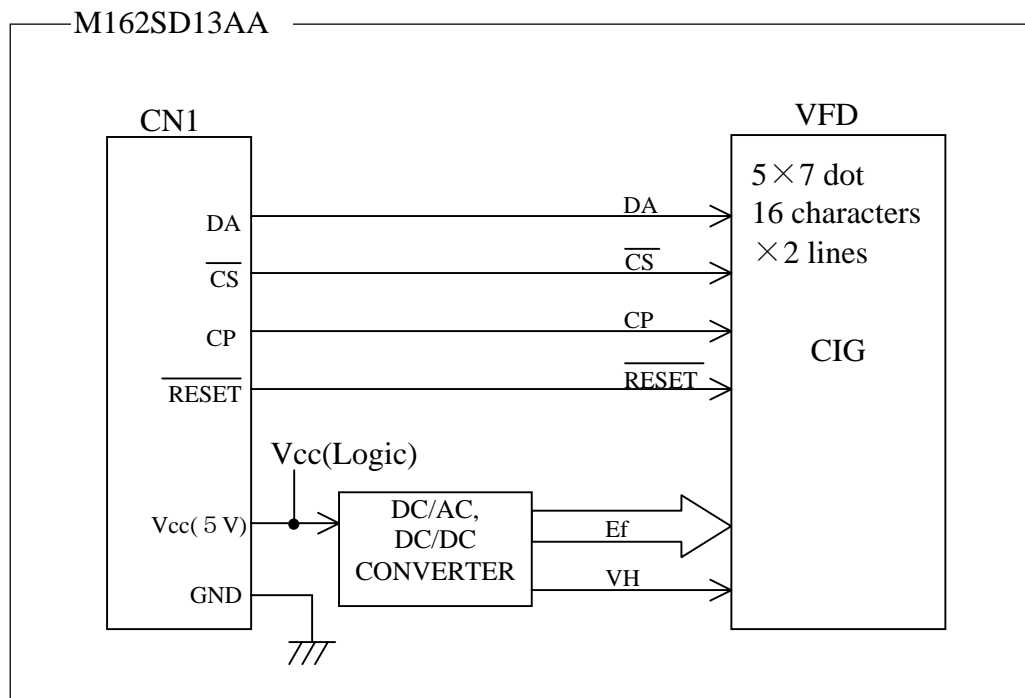 M162SD13AA
CN1
VFD
5×7 dot
16 characters
×2 lines
DA
DA
CS
CS
CP
CP
CIG
RESET
RESET
Vcc(Logic)
Vcc(５V)
DC/AC,
DC/DC
CONVERTER
Ef
GND
VH